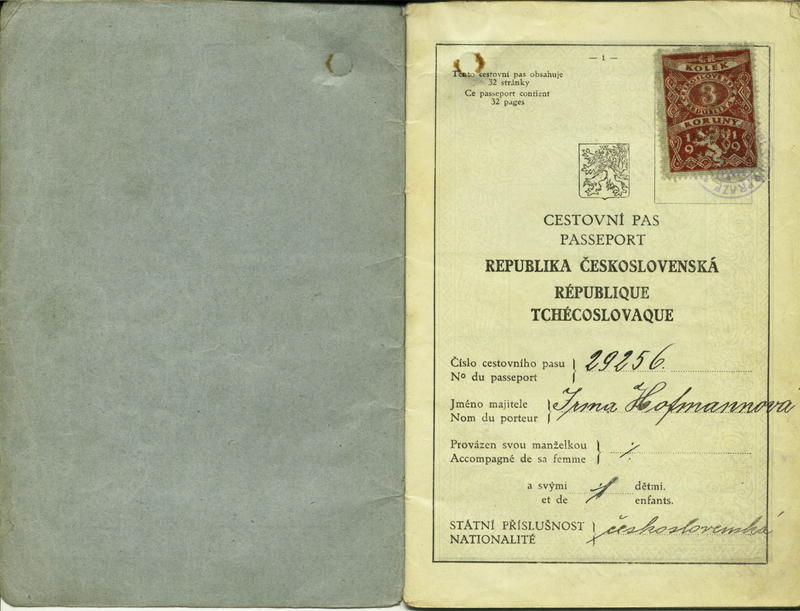 — 1 —
Tento cestovní pas obsahuje
32 stránky
Ce passeport contient
32 pages
KOLEK
3
KORUNY
1919
CESTOVNÍ PAS
PASSEPORT
REPUBLIKA ČESKOSLOVENSKÁ
RÉPUBLIQUE
TCHÉCOSLOVAQUE
Číslo cestovního pasu } 29256.
Nº du passeport
Jméno majitele } Irma Hofmannová
Nom du porteur
Provázen svou manželkou } ·/.
Accompagné de sa femme
a svými dětmi.
et de enfants.
STÁTNÍ PŘÍSLUŠNOST } československá
NATIONALITÉ